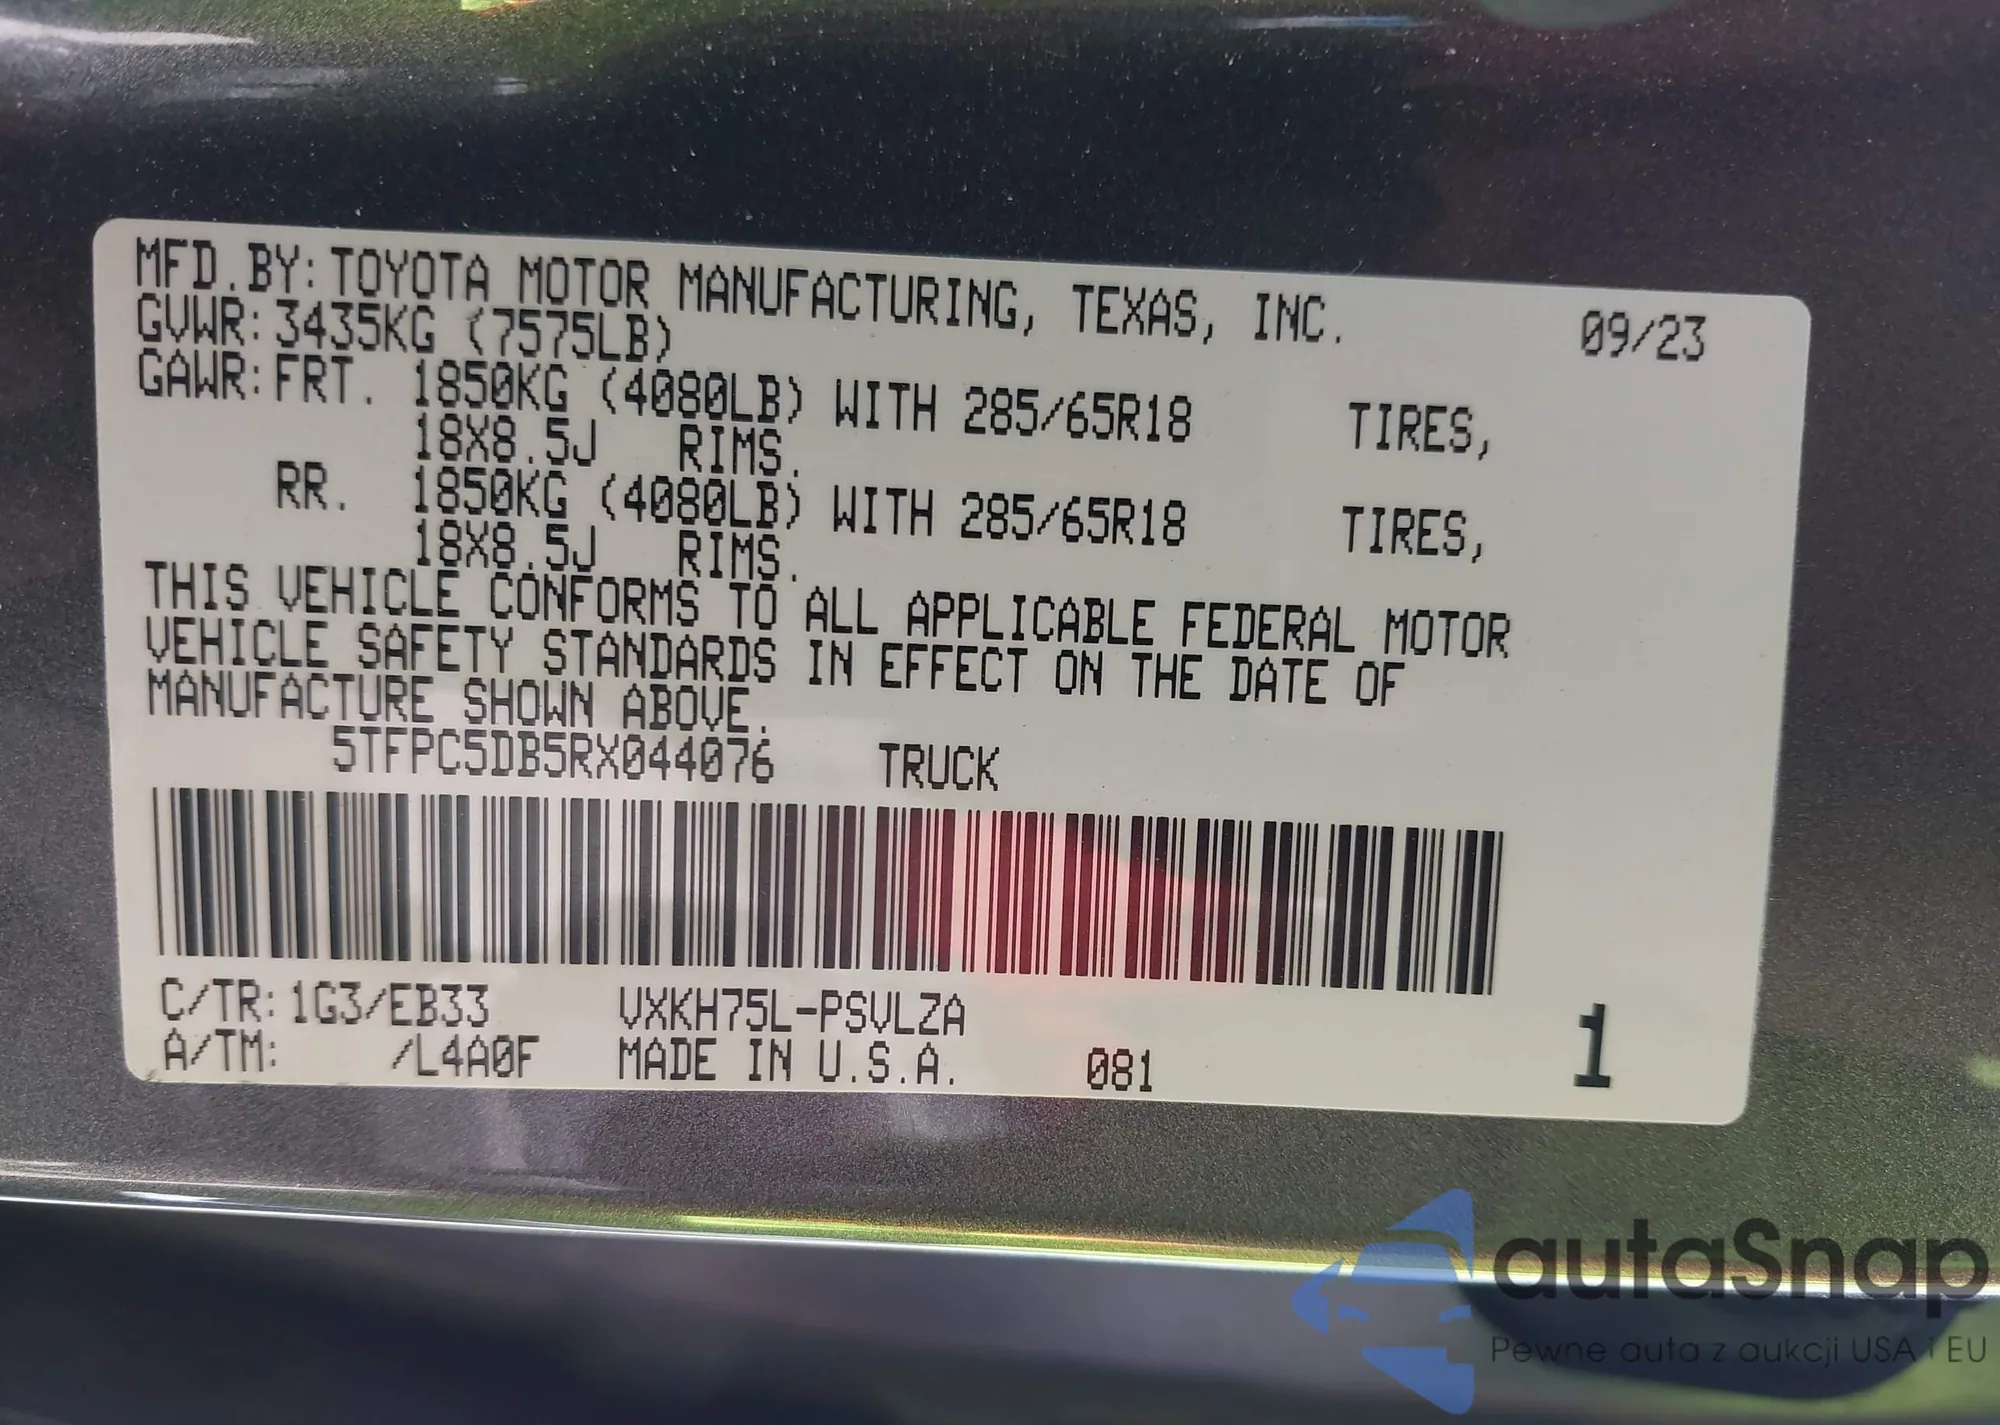 MFD.BY: TOYOTA MOTOR MANUFACTURING, TEXAS, INC. 09/23
GVWR: 3435KG (7575LB)
GAWR: FRT. 1850KG (4080LB) WITH 285/65R18 TIRES,
18X8.5J RIMS.
RR. 1850KG (4080LB) WITH 285/65R18 TIRES,
18X8.5J RIMS.
THIS VEHICLE CONFORMS TO ALL APPLICABLE FEDERAL MOTOR
VEHICLE SAFETY STANDARDS IN EFFECT ON THE DATE OF
MANUFACTURE SHOWN ABOVE.
5TFPC5DB5RX044076 TRUCK
C/TR: 1G3/EB33 VXKH75L-PSVLZA
A/TM: /L4A0F MADE IN U.S.A. 081 1
autaSnap
Pewne auta z aukcji USA i EU